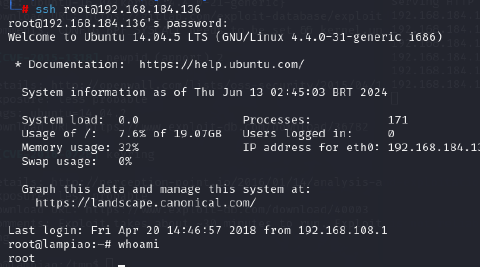 # ssh root@192.168.184.136
root@192.168.184.136's password:
Welcome to Ubuntu 14.04.5 LTS (GNU/Linux 4.4.0-31-generic i686)
* Documentation: https://help.ubuntu.com/
System information as of Thu Jun 13 02:45:03 BRT 2024
System load: 0.0 Processes: 171
Usage of /: 7.6% of 19.07GB Users logged in: 0
Memory usage: 32% IP address for eth0: 192.168.184.13
Swap usage: 0%
Graph this data and manage this system at:
https://landscape.canonical.com/
Last login: Fri Apr 20 14:46:57 2018 from 192.168.108.1
root@lampiao:~# whoami
root